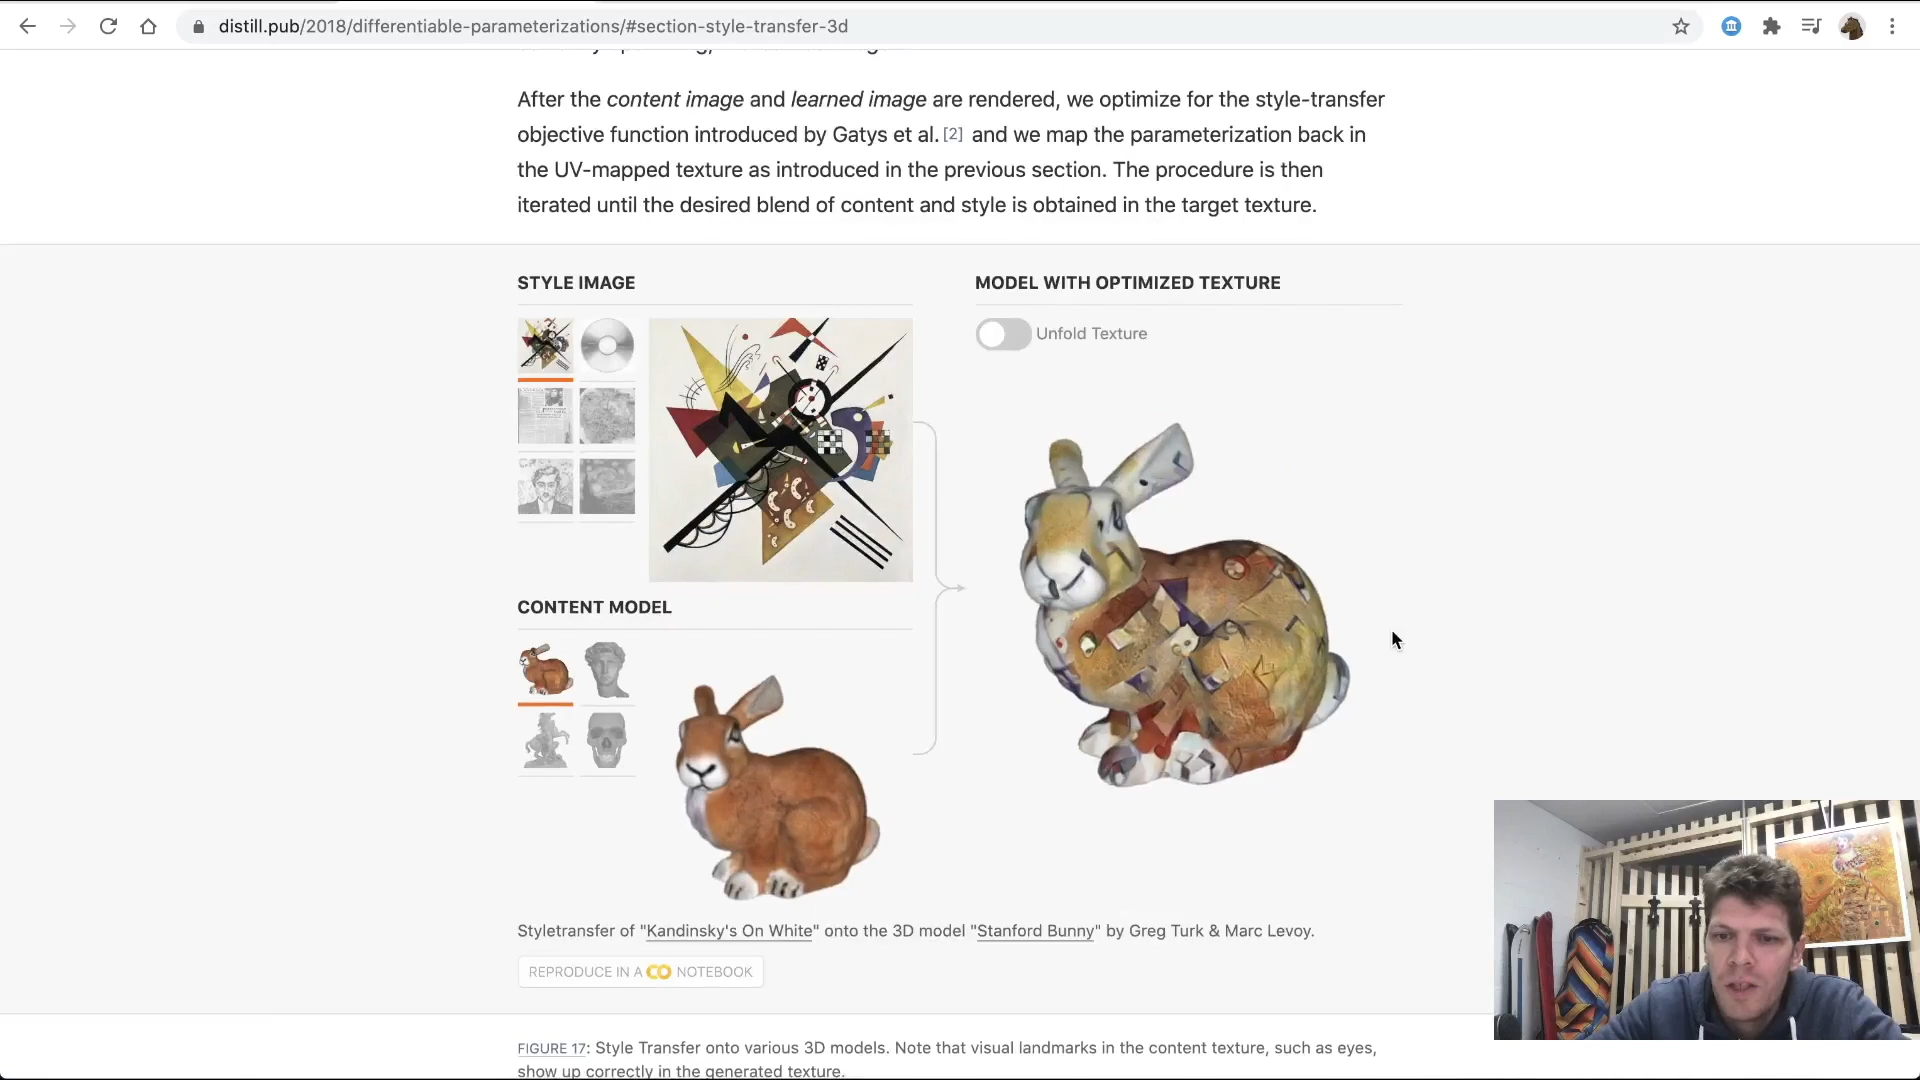 distill.pub/2018/differentiable-parameterizations/#section-style-transfer-3d
After the content image and learned image are rendered, we optimize for the style-transfer
objective function introduced by Gatys et al.[2] and we map the parameterization back in
the UV-mapped texture as introduced in the previous section. The procedure is then
iterated until the desired blend of content and style is obtained in the target texture.
STYLE IMAGE
MODEL WITH OPTIMIZED TEXTURE
Unfold Texture
CONTENT MODEL
Styletransfer of "Kandinsky's On White" onto the 3D model "Stanford Bunny" by Greg Turk & Marc Levoy.
REPRODUCE IN A CO NOTEBOOK
FIGURE 17: Style Transfer onto various 3D models. Note that visual landmarks in the content texture, such as eyes,
show up correctly in the generated texture.